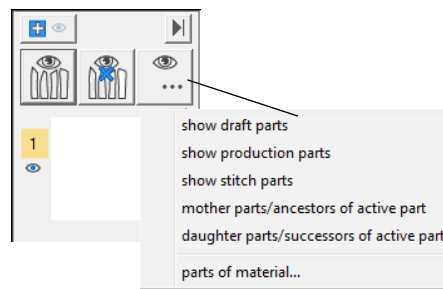 1
show draft parts
show production parts
show stitch parts
mother parts/ancestors of active part
daughter parts/successors of active part
parts of material...